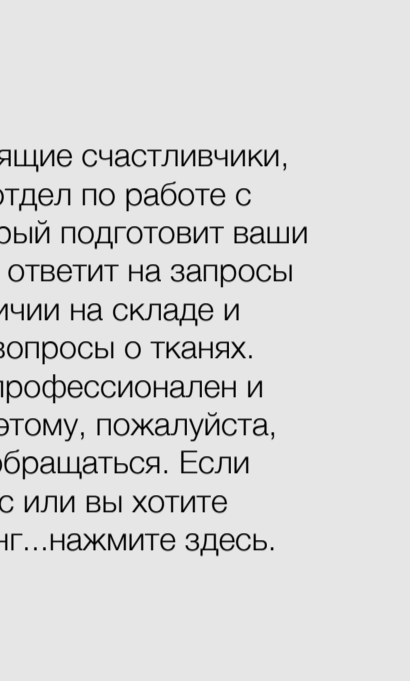 ящие счастливчики,
отдел по работе с
рый подготовит ваши
ответит на запросы
ичии на складе и
вопросы о тканях.
профессионален и
этому, пожалуйста,
обращаться. Если
с или вы хотите
нг...нажмите здесь.